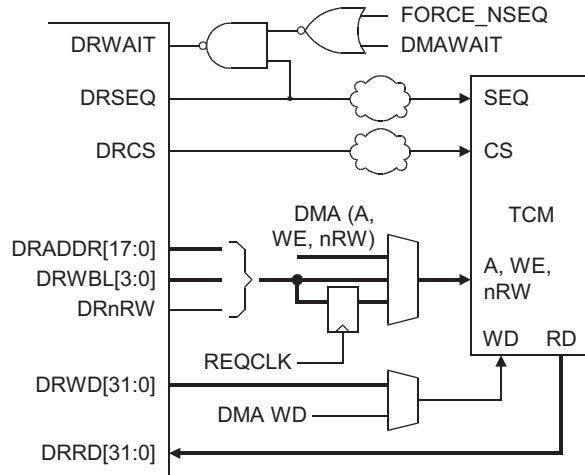 FORCE_NSEQ
DRWAIT
DMAWAIT
DRSEQ
SEQ
DRCS
CS
DMA (A,
WE, nRW)
TCM
DRADDR[17:0]
DRWBL[3:0]
DRnRW
A, WE,
nRW
REQCLK
WD RD
DRWD[31:0]
DMA WD
DRRD[31:0]